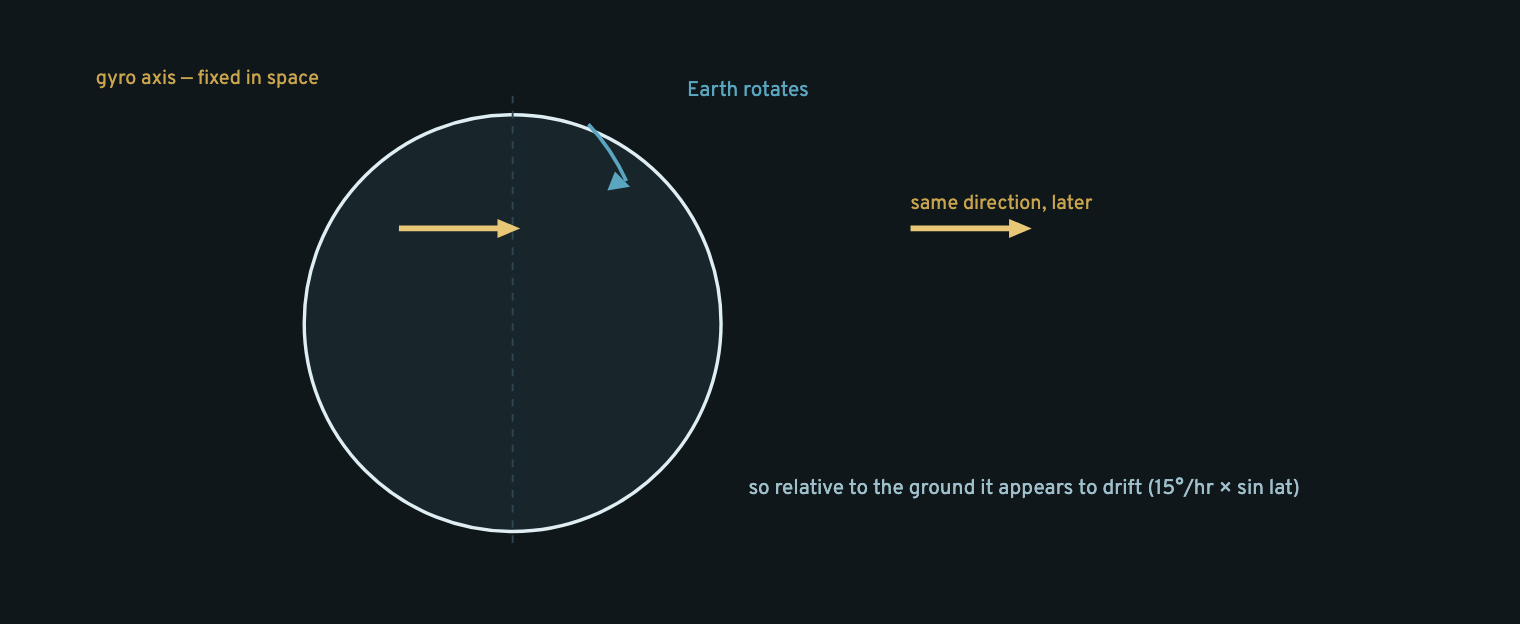 gyro axis — fixed in space
Earth rotates
same direction, later
so relative to the ground it appears to drift (15°/hr × sin lat)